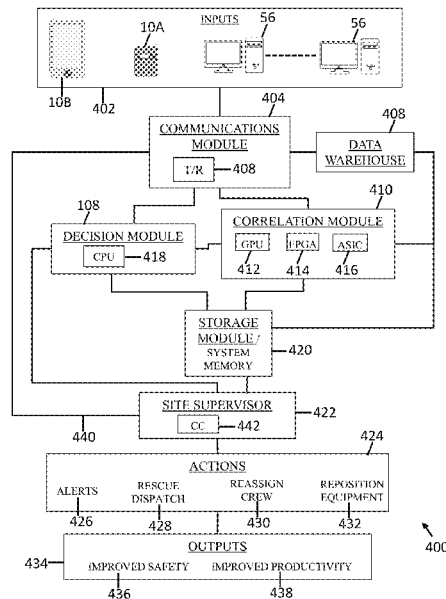 INPUTS
10A
56
56
10B
402
404
COMMUNICATIONS
MODULE
T/R
408
408
DATA
WAREHOUSE
108
410
DECISION MODULE
CPU
418
CORRELATION MODULE
GPU
FPGA
ASIC
412
414
416
STORAGE
MODULE /
SYSTEM
MEMORY
420
SITE SUPERVISOR
CC
442
422
440
424
ACTIONS
ALERTS
RESCUE
DISPATCH
REASSIGN
CREW
REPOSITION
EQUIPMENT
426
428
430
432
400
OUTPUTS
434
IMPROVED SAFETY
IMPROVED PRODUCTIVITY
436
438